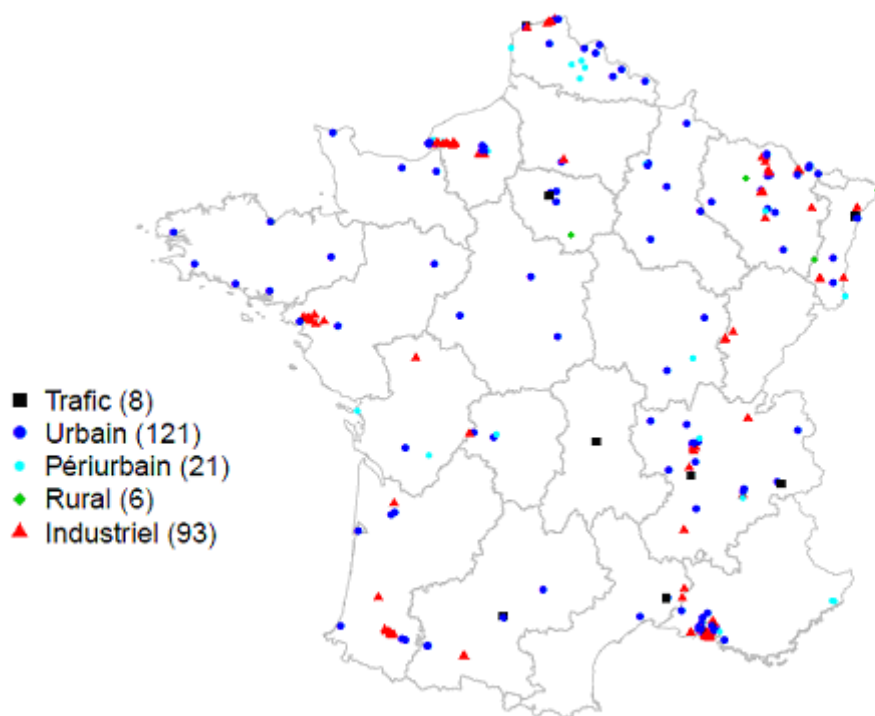 Trafic (8)
Urbain (121)
Périurbain (21)
Rural (6)
Industriel (93)